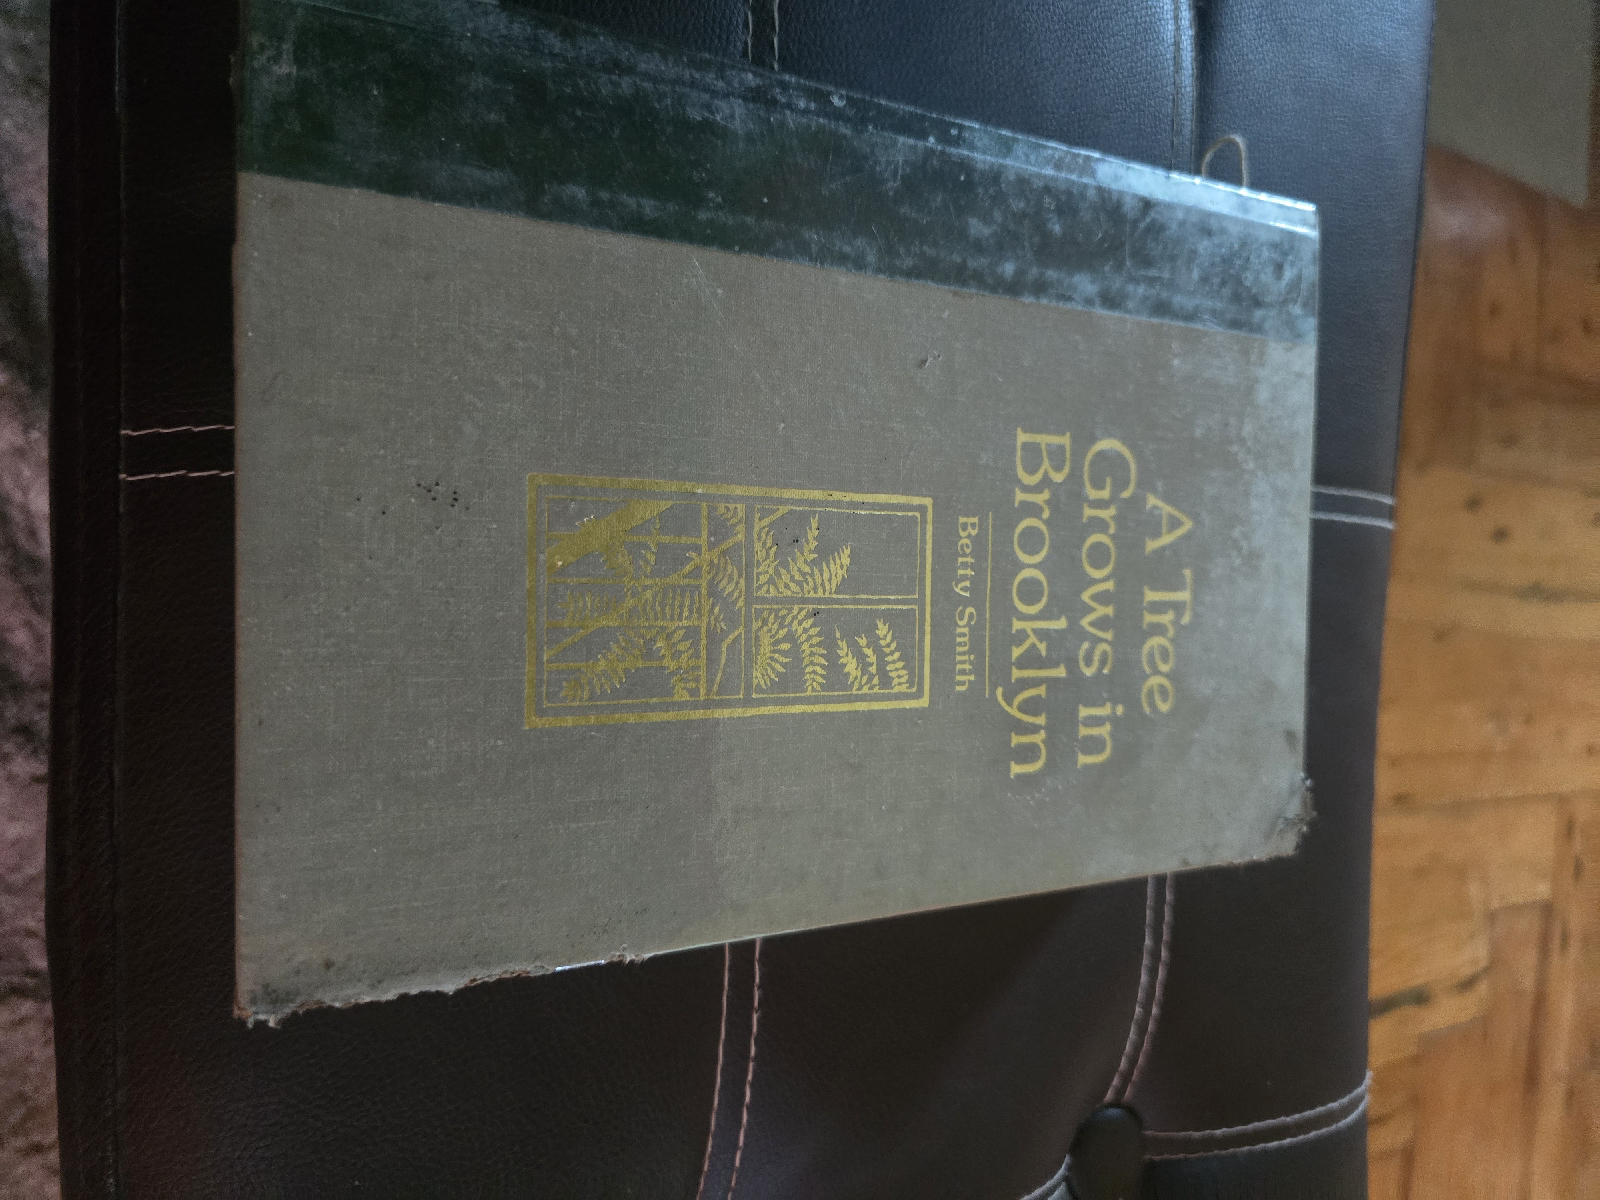 A Tree
Grows in
Brooklyn
Betty Smith